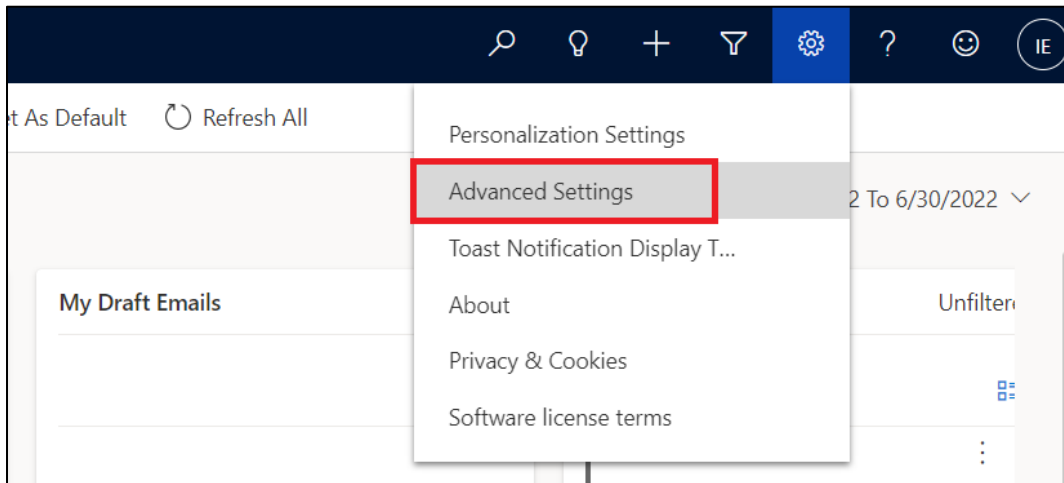 IE
et As Default Refresh All
Personalization Settings
Advanced Settings
2 To 6/30/2022
Toast Notification Display T...
My Draft Emails
About
Unfiltere
Privacy & Cookies
Software license terms